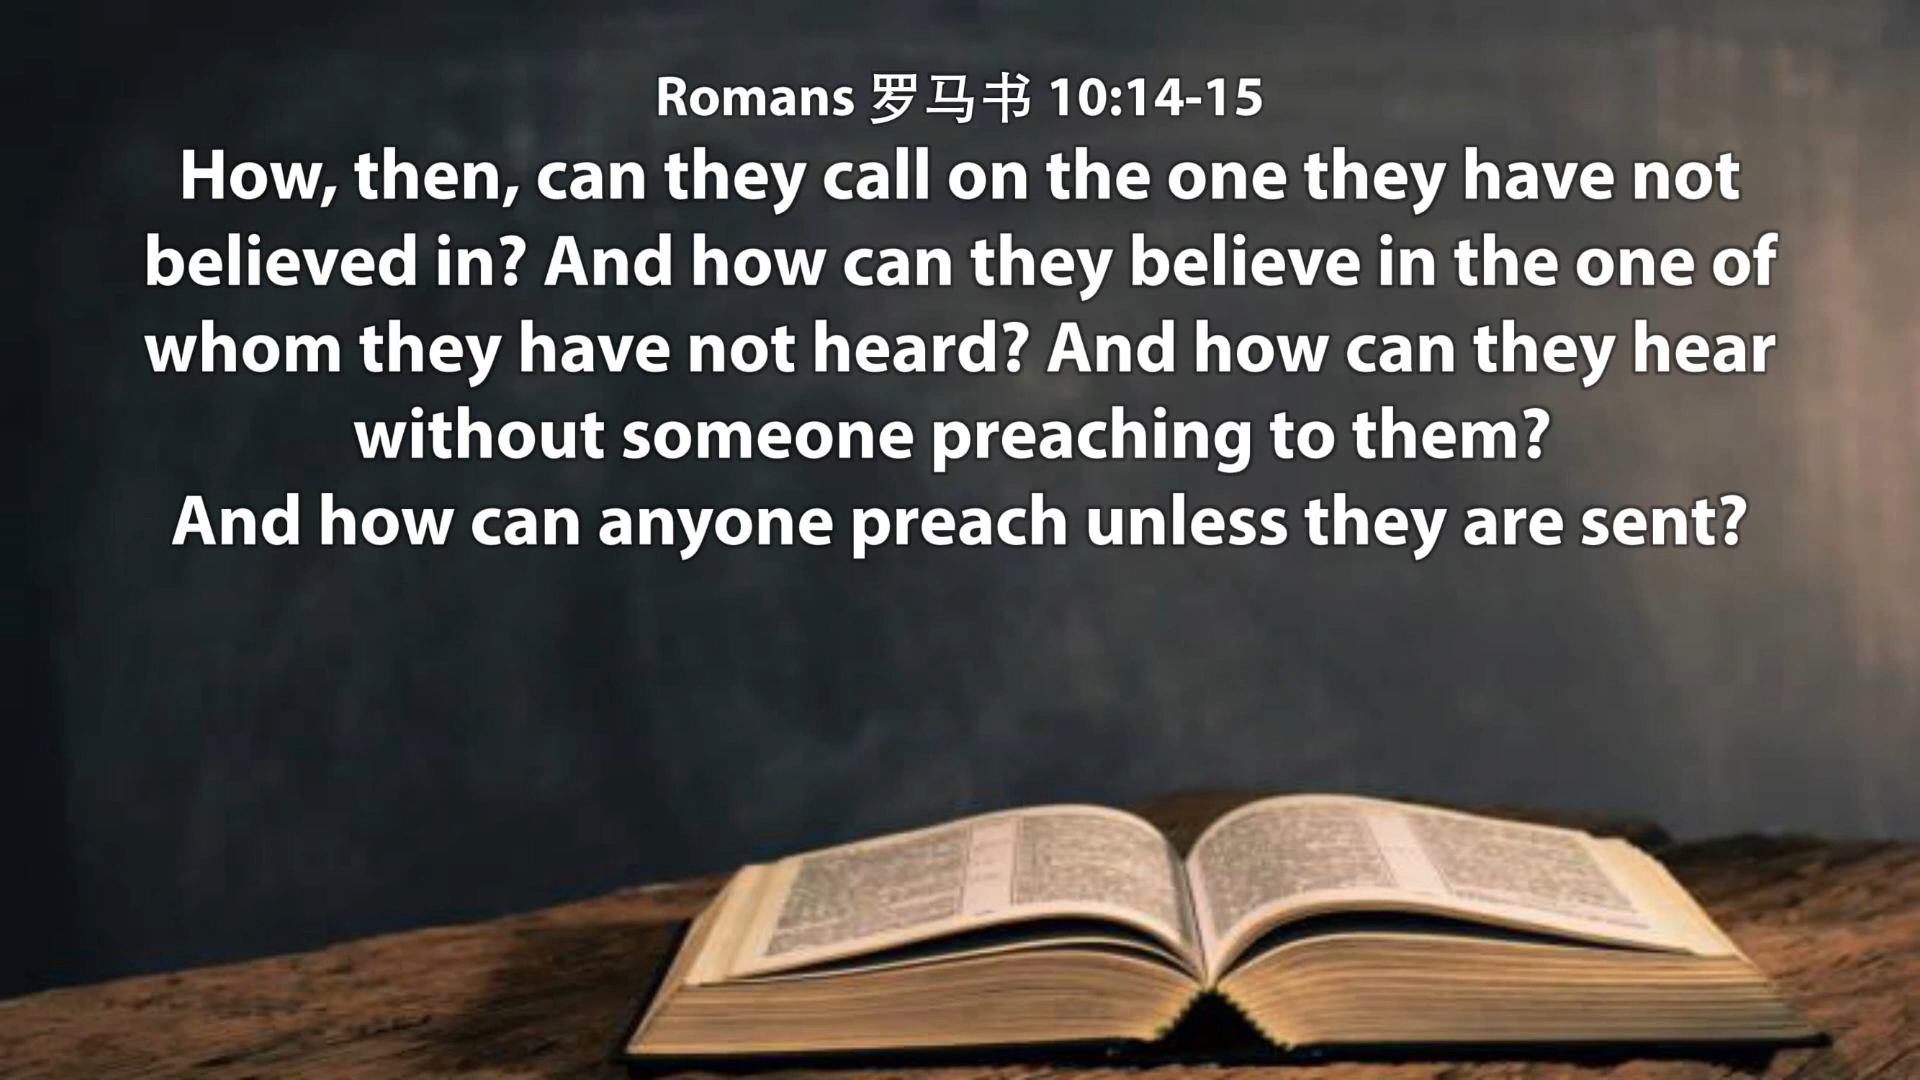 Romans 罗马书 10:14-15
How, then, can they call on the one they have not
believed in? And how can they believe in the one of
whom they have not heard? And how can they hear
without someone preaching to them?
And how can anyone preach unless they are sent?